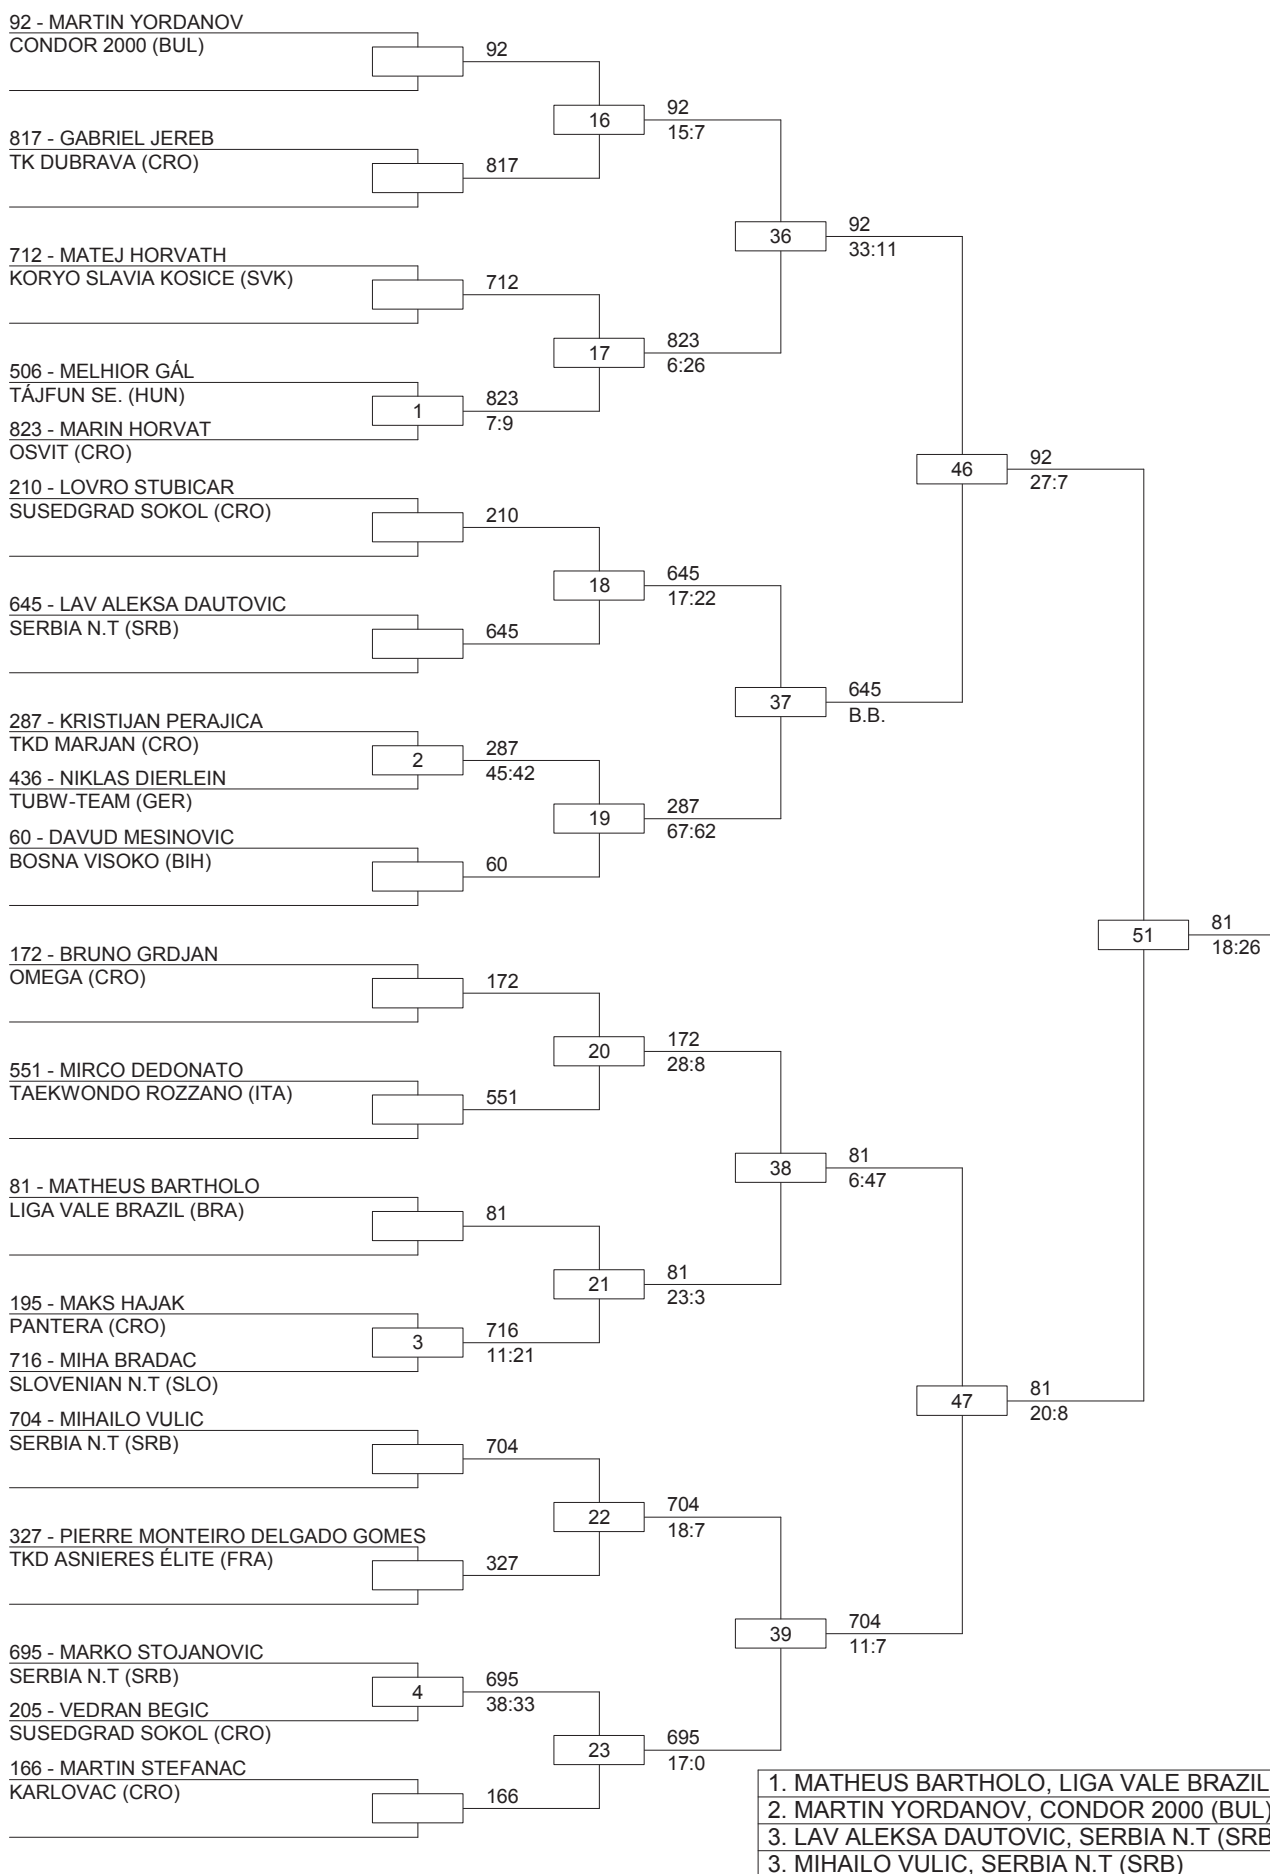 92 - MARTIN YORDANOV
CONDOR 2000 (BUL)
92
16
92
15:7
817 - GABRIEL JEREB
TK DUBRAVA (CRO)
817
36
92
33:11
712 - MATEJ HORVATH
KORYO SLAVIA KOSICE (SVK)
712
17
823
6:26
506 - MELHIOR GÁL
TÁJFUN SE. (HUN)
1
823
7:9
823 - MARIN HORVAT
OSVIT (CRO)
46
92
27:7
210 - LOVRO STUBICAR
SUSEDGRAD SOKOL (CRO)
210
18
645
17:22
645 - LAV ALEKSA DAUTOVIC
SERBIA N.T (SRB)
645
37
645
B.B.
287 - KRISTIJAN PERAJICA
TKD MARJAN (CRO)
2
287
45:42
436 - NIKLAS DIERLEIN
TUBW-TEAM (GER)
19
287
67:62
60 - DAVUD MESINOVIC
BOSNA VISOKO (BIH)
60
51
81
18:26
172 - BRUNO GRDJAN
OMEGA (CRO)
172
20
172
28:8
551 - MIRCO DEDONATO
TAEKWONDO ROZZANO (ITA)
551
38
81
6:47
81 - MATHEUS BARTHOLO
LIGA VALE BRAZIL (BRA)
81
21
81
23:3
195 - MAKS HAJAK
PANTERA (CRO)
3
716
11:21
716 - MIHA BRADAC
SLOVENIAN N.T (SLO)
47
81
20:8
704 - MIHAILO VULIC
SERBIA N.T (SRB)
704
22
704
18:7
327 - PIERRE MONTEIRO DELGADO GOMES
TKD ASNIERES ÉLITE (FRA)
327
39
704
11:7
695 - MARKO STOJANOVIC
SERBIA N.T (SRB)
4
695
38:33
205 - VEDRAN BEGIC
SUSEDGRAD SOKOL (CRO)
23
695
17:0
166 - MARTIN STEFANAC
KARLOVAC (CRO)
166
1. MATHEUS BARTHOLO, LIGA VALE BRAZIL
2. MARTIN YORDANOV, CONDOR 2000 (BUL)
3. LAV ALEKSA DAUTOVIC, SERBIA N.T (SRB
3. MIHAILO VULIC, SERBIA N.T (SRB)